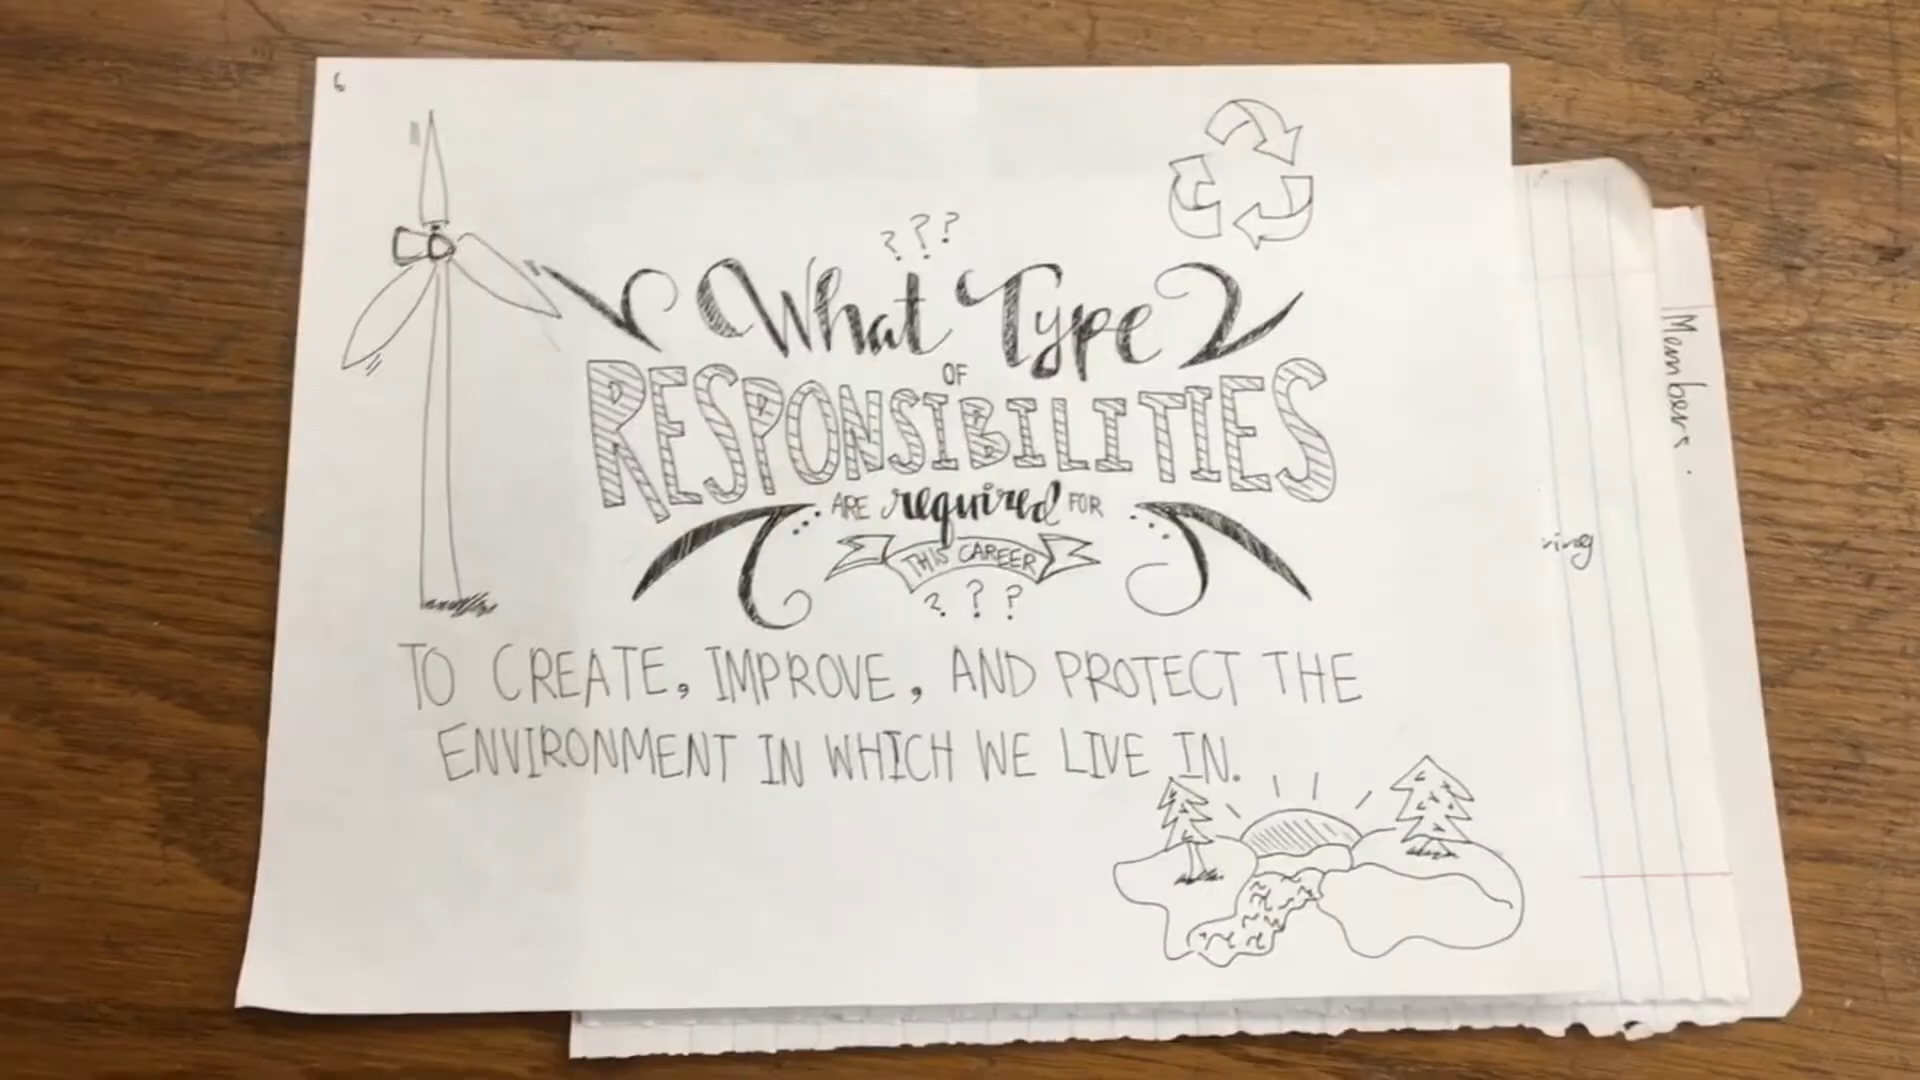 6
???
What Type
OF
RESPONSIBILITIES
ARE required FOR
THIS CAREER
???
TO CREATE, IMPROVE, AND PROTECT THE
ENVIRONMENT IN WHICH WE LIVE IN.
Members.